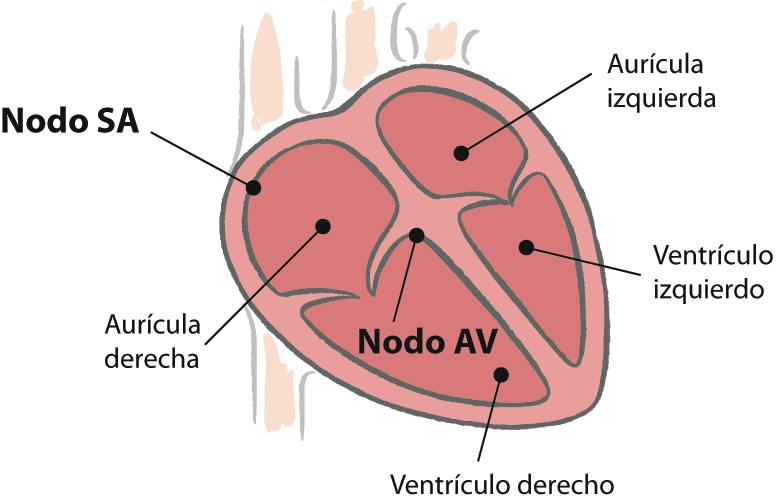 Aurícula
izquierda
Nodo SA
Ventrículo
izquierdo
Aurícula
derecha
Nodo AV
Ventrículo derecho